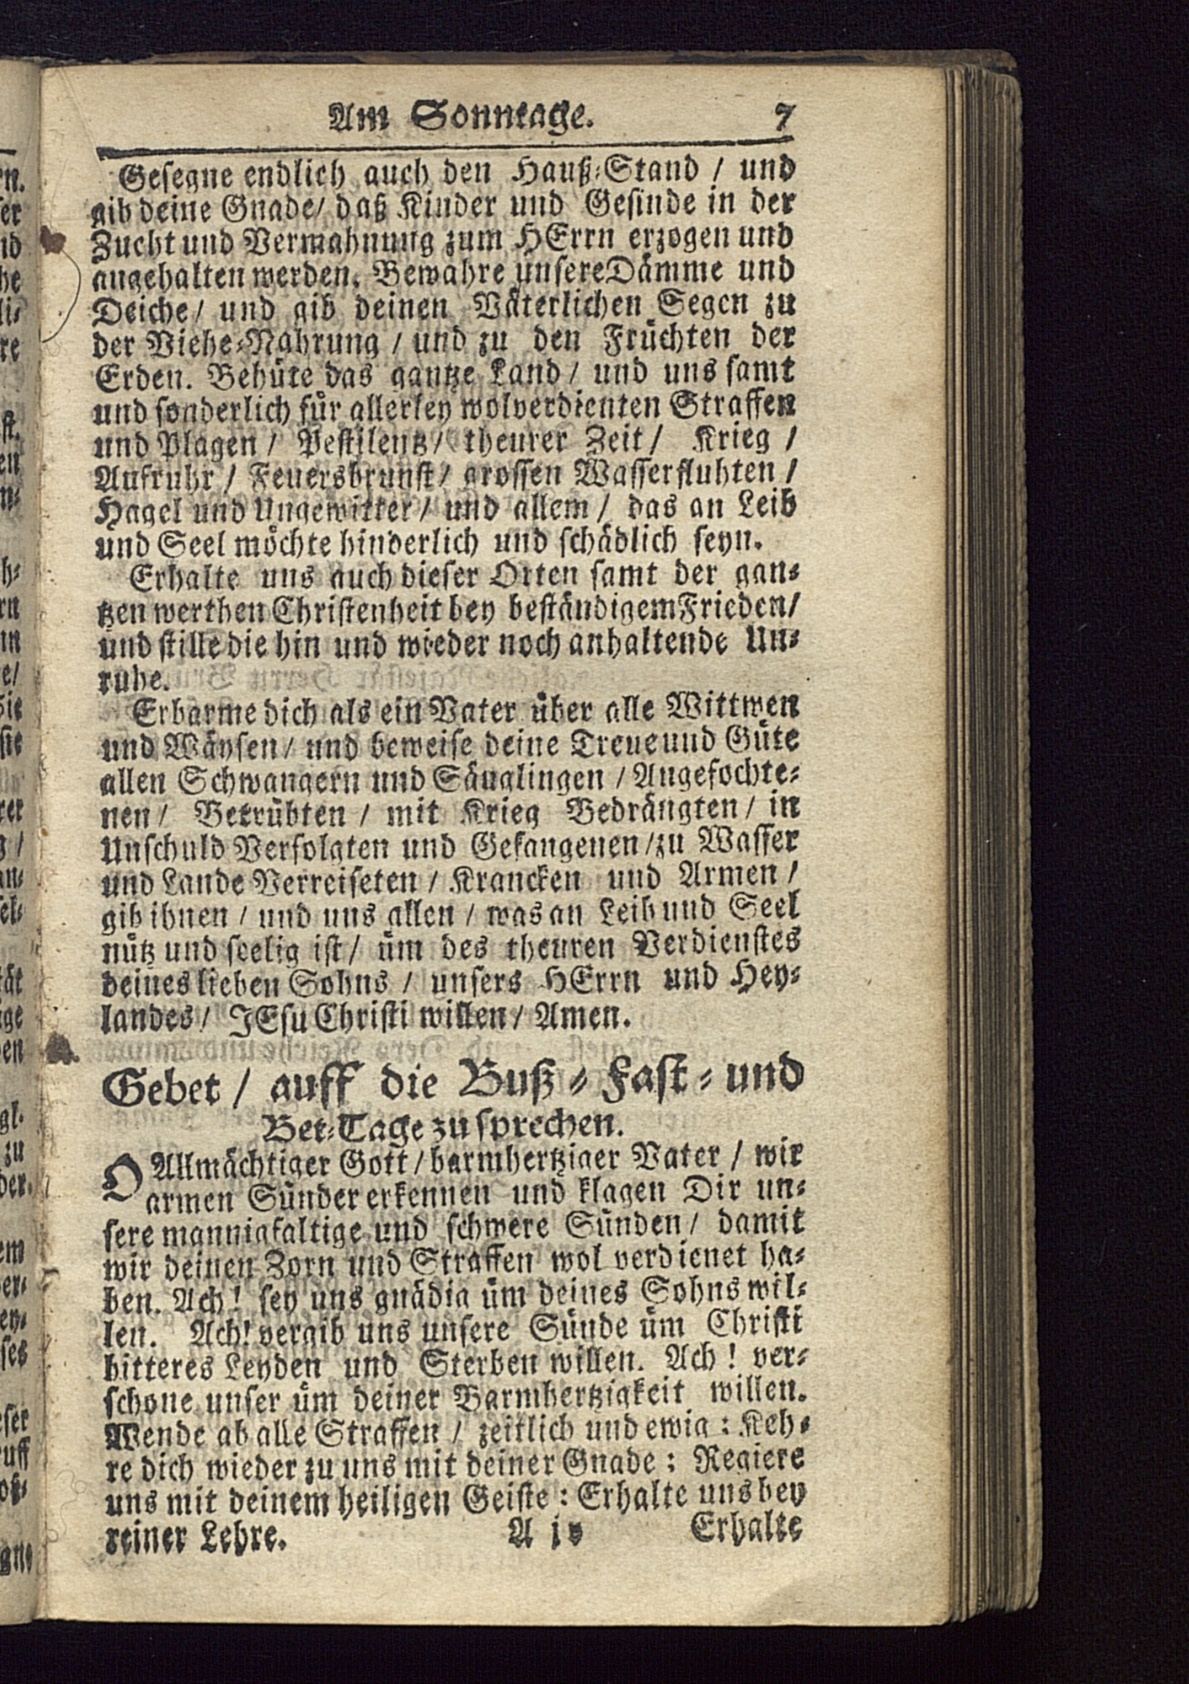 Am Sonntage. 7
Gesegne endlich auch den Hauß-Stand / und
gib deine Gnade / daß Kinder und Gesinde in der
Zucht und Vermahnung zum HErrn erzogen und
angehalten werden. Bewahre unsere Dämme und
Deiche / und gib deinen Väterlichen Segen zu
der Viehe-Nahrung / und zu den Früchten der
Erden. Behüte das gantze Land / und uns samt
und sonderlich für allerley wolverdienten Straffen
und Plagen / Pestilentz / theurer Zeit / Krieg /
Aufruhr / Feuersbrunst / grossen Wasserfluhten /
Hagel und Ungewitter / und allem / das an Leib
und Seel möchte hinderlich und schädlich seyn.
Erhalte uns auch dieser Orten samt der gan-
tzen werthen Christenheit bey beständigem Frieden /
und stille die hin und wieder noch anhaltende Un-
ruhe.
Erbarme dich als ein Vater über alle Wittwen
und Wäysen / und beweise deine Treue und Güte
allen Schwangern und Säuglingen / Angefochte-
nen / Betrübten / mit Krieg Bedrängten / in
Unschuld Verfolgten und Gefangenen / zu Wasser
und Lande Verreiseten / Krancken und Armen /
gib ihnen / und uns allen / was an Leib und Seel
nütz und seelig ist / üm des theuren Verdienstes
deines lieben Sohns / unsers HErrn und Hey-
landes / JEsu Christi willen / Amen.
Gebet / auff die Buß- Fast- und
Bet-Tage zu sprechen.
O Allmächtiger Gott / barmhertziger Vater / wir
armen Sünder erkennen und klagen Dir un-
sere mannigfaltige und schwere Sünden / damit
wir deinen Zorn und Straffen wol verdienet ha-
ben. Ach! sey uns gnädig üm deines Sohns wil-
len. Ach! vergib uns unsere Sünde üm Christi
bitteres Leyden und Sterben willen. Ach! ver-
schone unser üm deiner Barmhertzigkeit willen.
Wende ab alle Straffen / zeitlich und ewig: Keh-
re dich wieder zu uns mit deiner Gnade: Regiere
uns mit deinem heiligen Geiste: Erhalte uns bey
reiner Lehre. A iv Erhalte